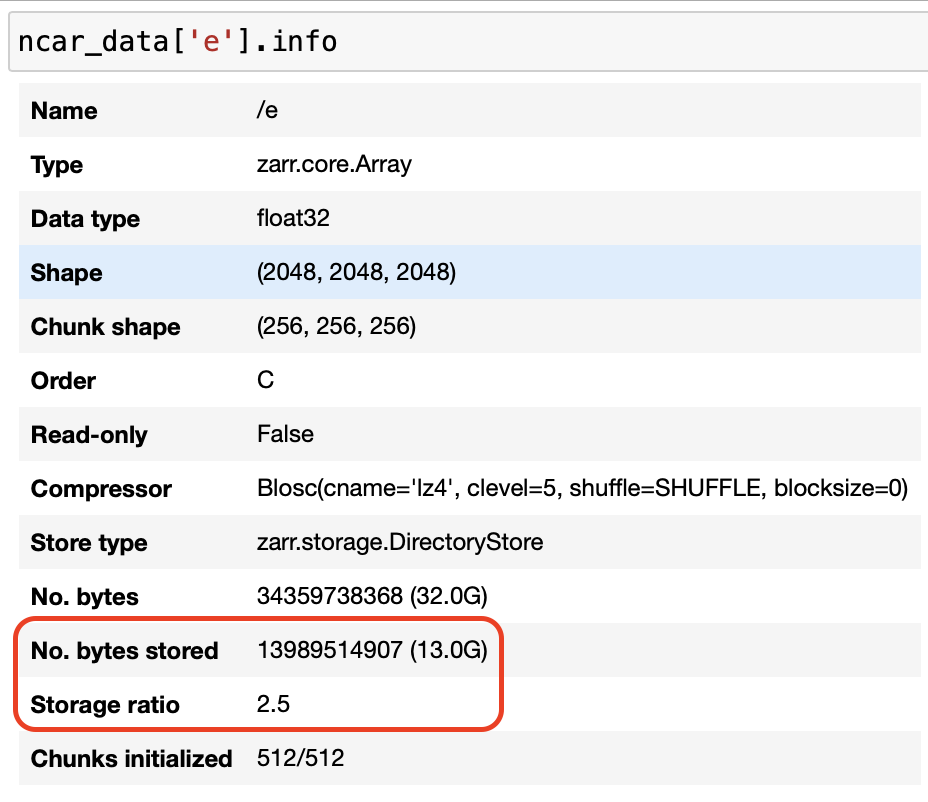 ncar_data['e'].info
Name /e
Type zarr.core.Array
Data type float32
Shape (2048, 2048, 2048)
Chunk shape (256, 256, 256)
Order C
Read-only False
Compressor Blosc(cname='lz4', clevel=5, shuffle=SHUFFLE, blocksize=0)
Store type zarr.storage.DirectoryStore
No. bytes 34359738368 (32.0G)
No. bytes stored 13989514907 (13.0G)
Storage ratio 2.5
Chunks initialized 512/512